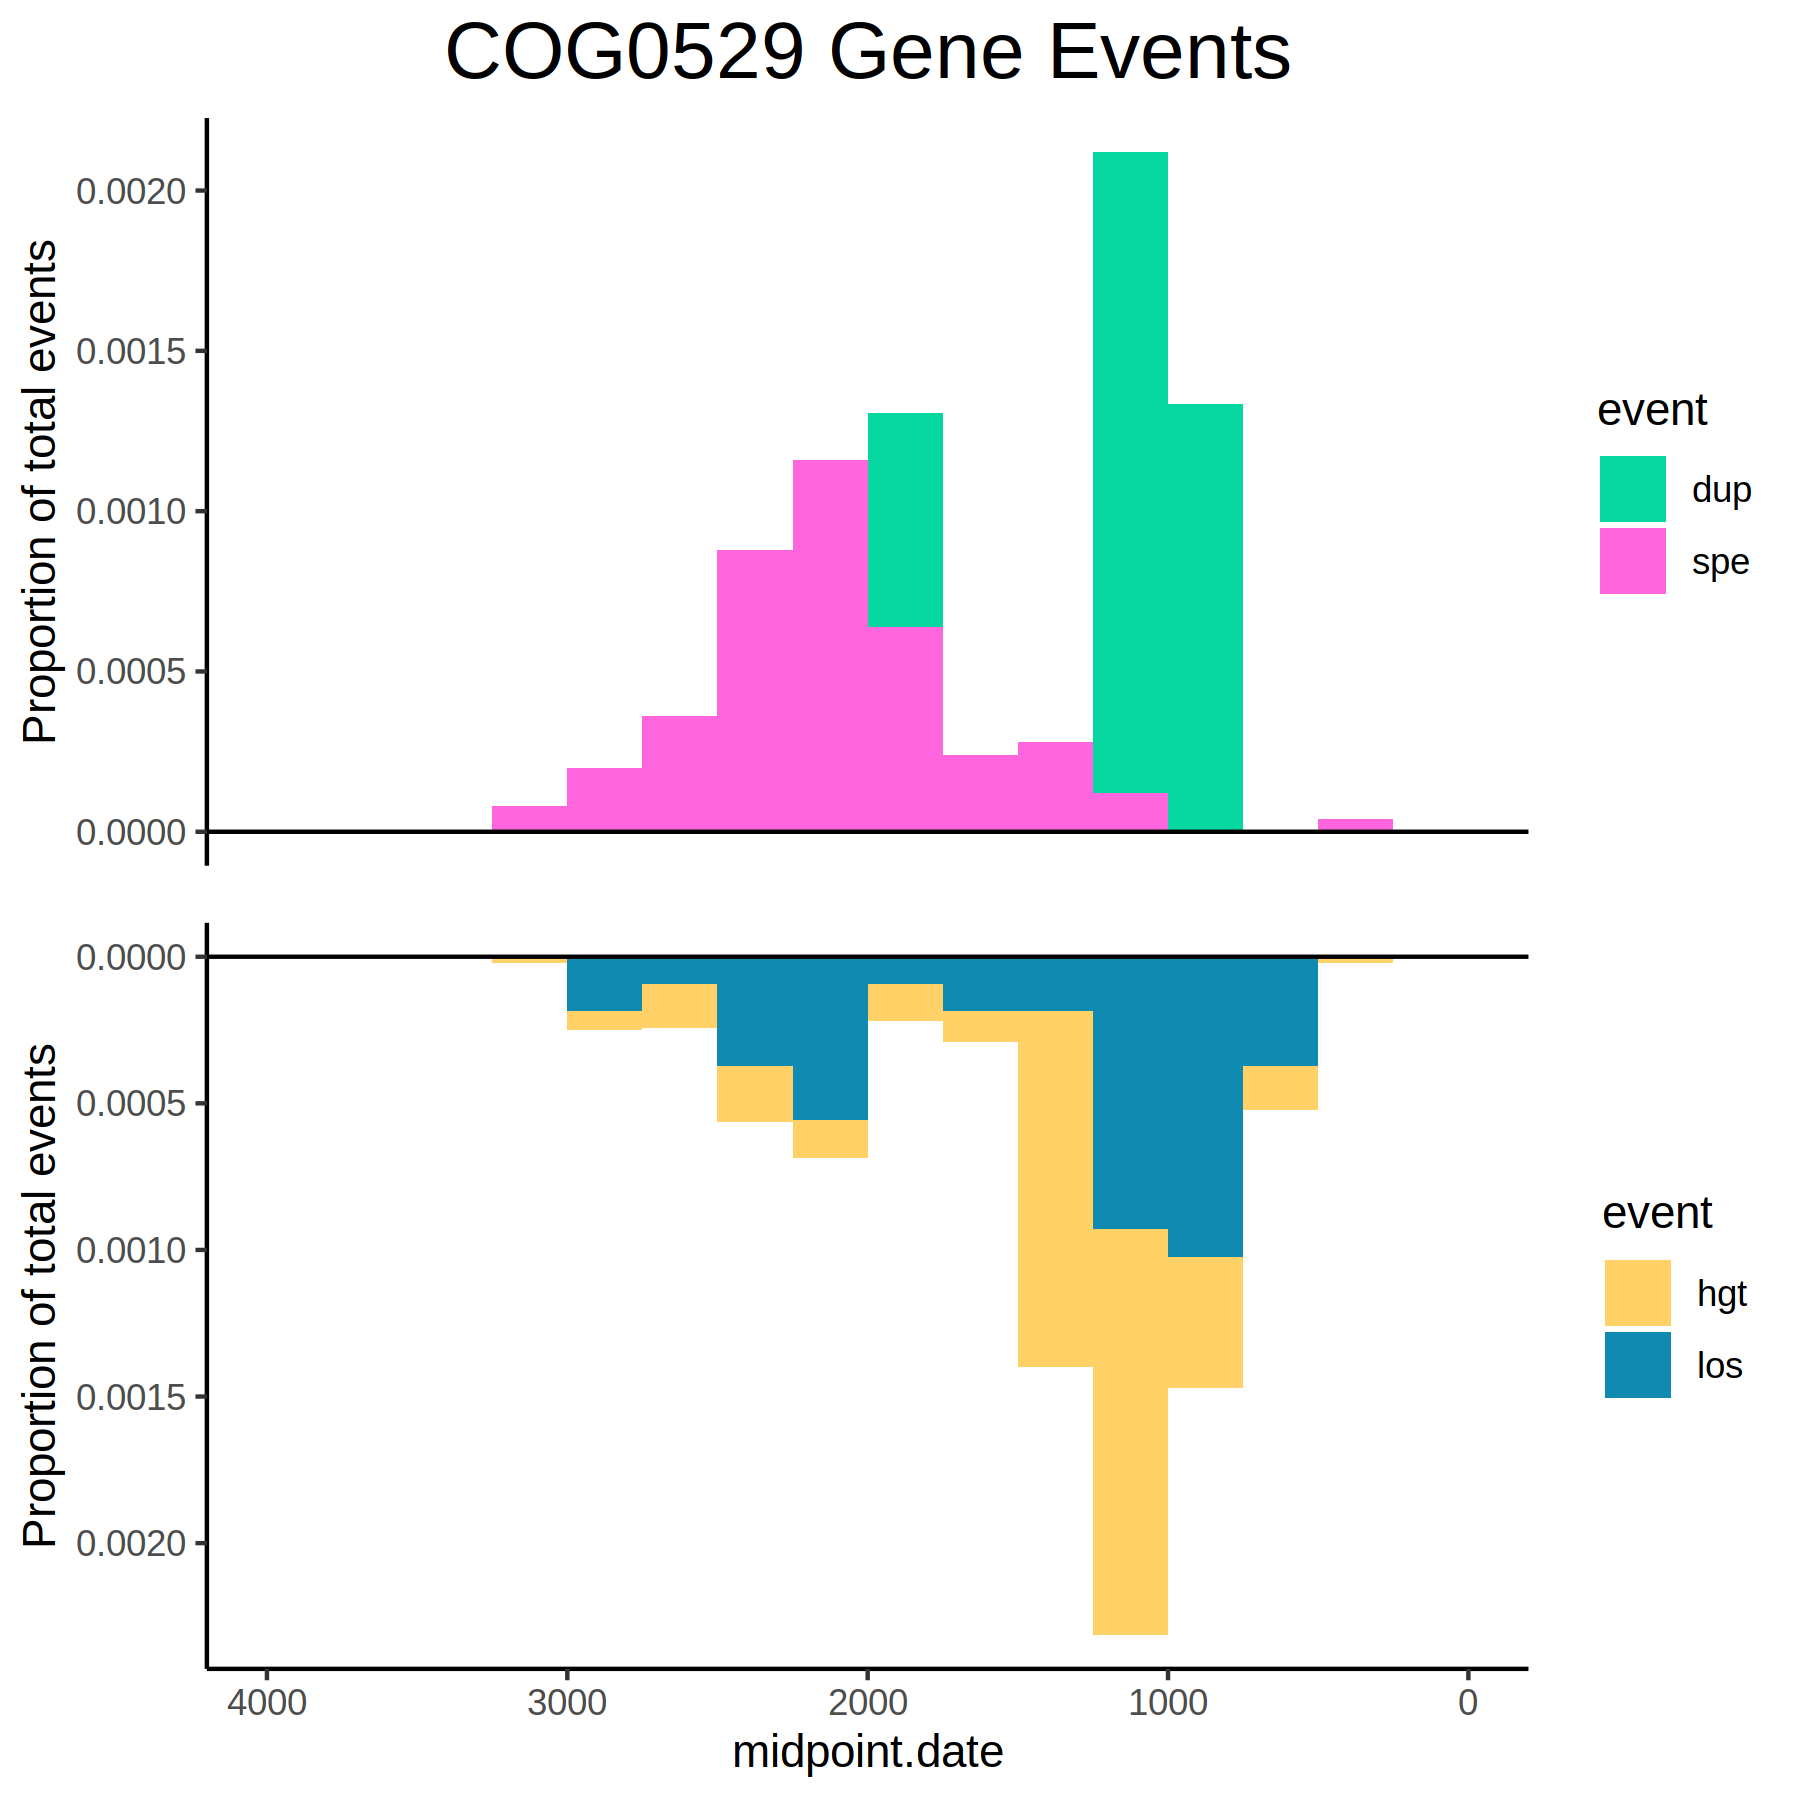 COG0529 Gene Events
Proportion of total events
0.0020
0.0015
0.0010
0.0005
0.0000
event
dup
spe
Proportion of total events
0.0000
0.0005
0.0010
0.0015
0.0020
event
hgt
los
4000 3000 2000 1000 0
midpoint.date